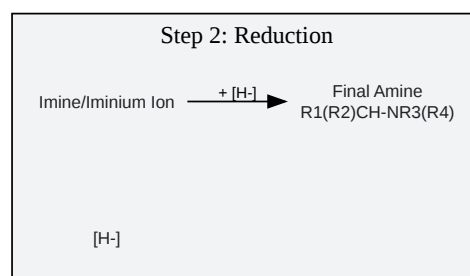 Step 2: Reduction
Imine/Iminium Ion
+ [H-]
Final Amine
R1(R2)CH-NR3(R4)
[H-]